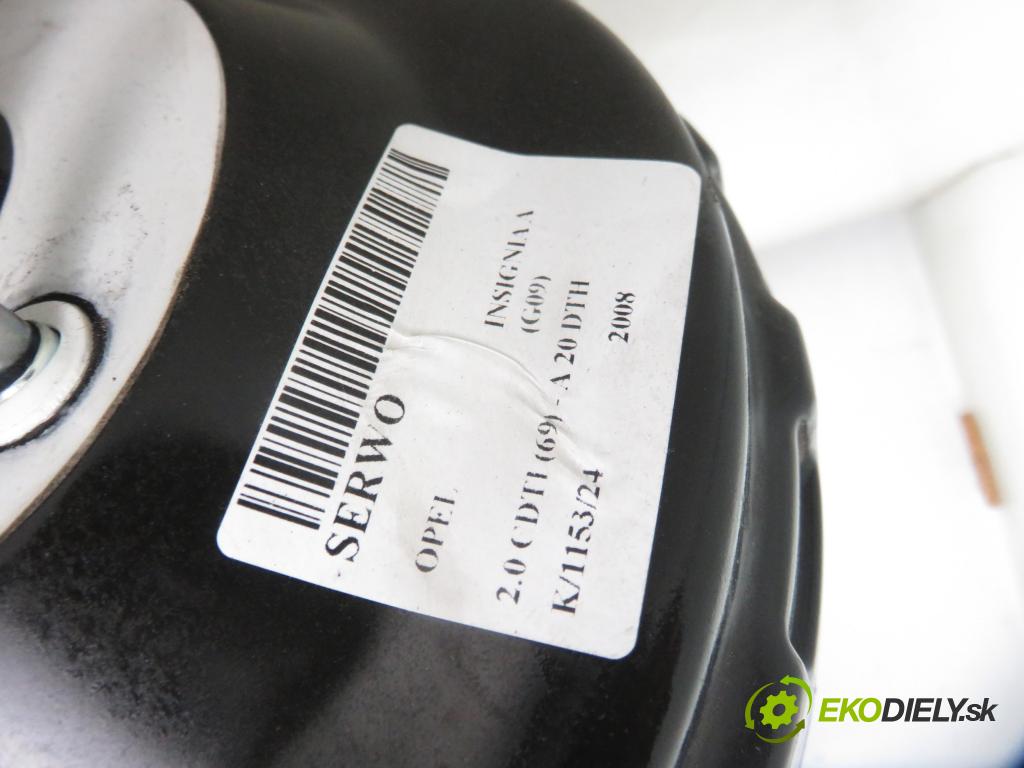 SERWO
OPEL INSIGNIA A
(G09)
2.0 CDTI (69) - A 20 DTH
K/1153/24 2008
EKODIELY.sk